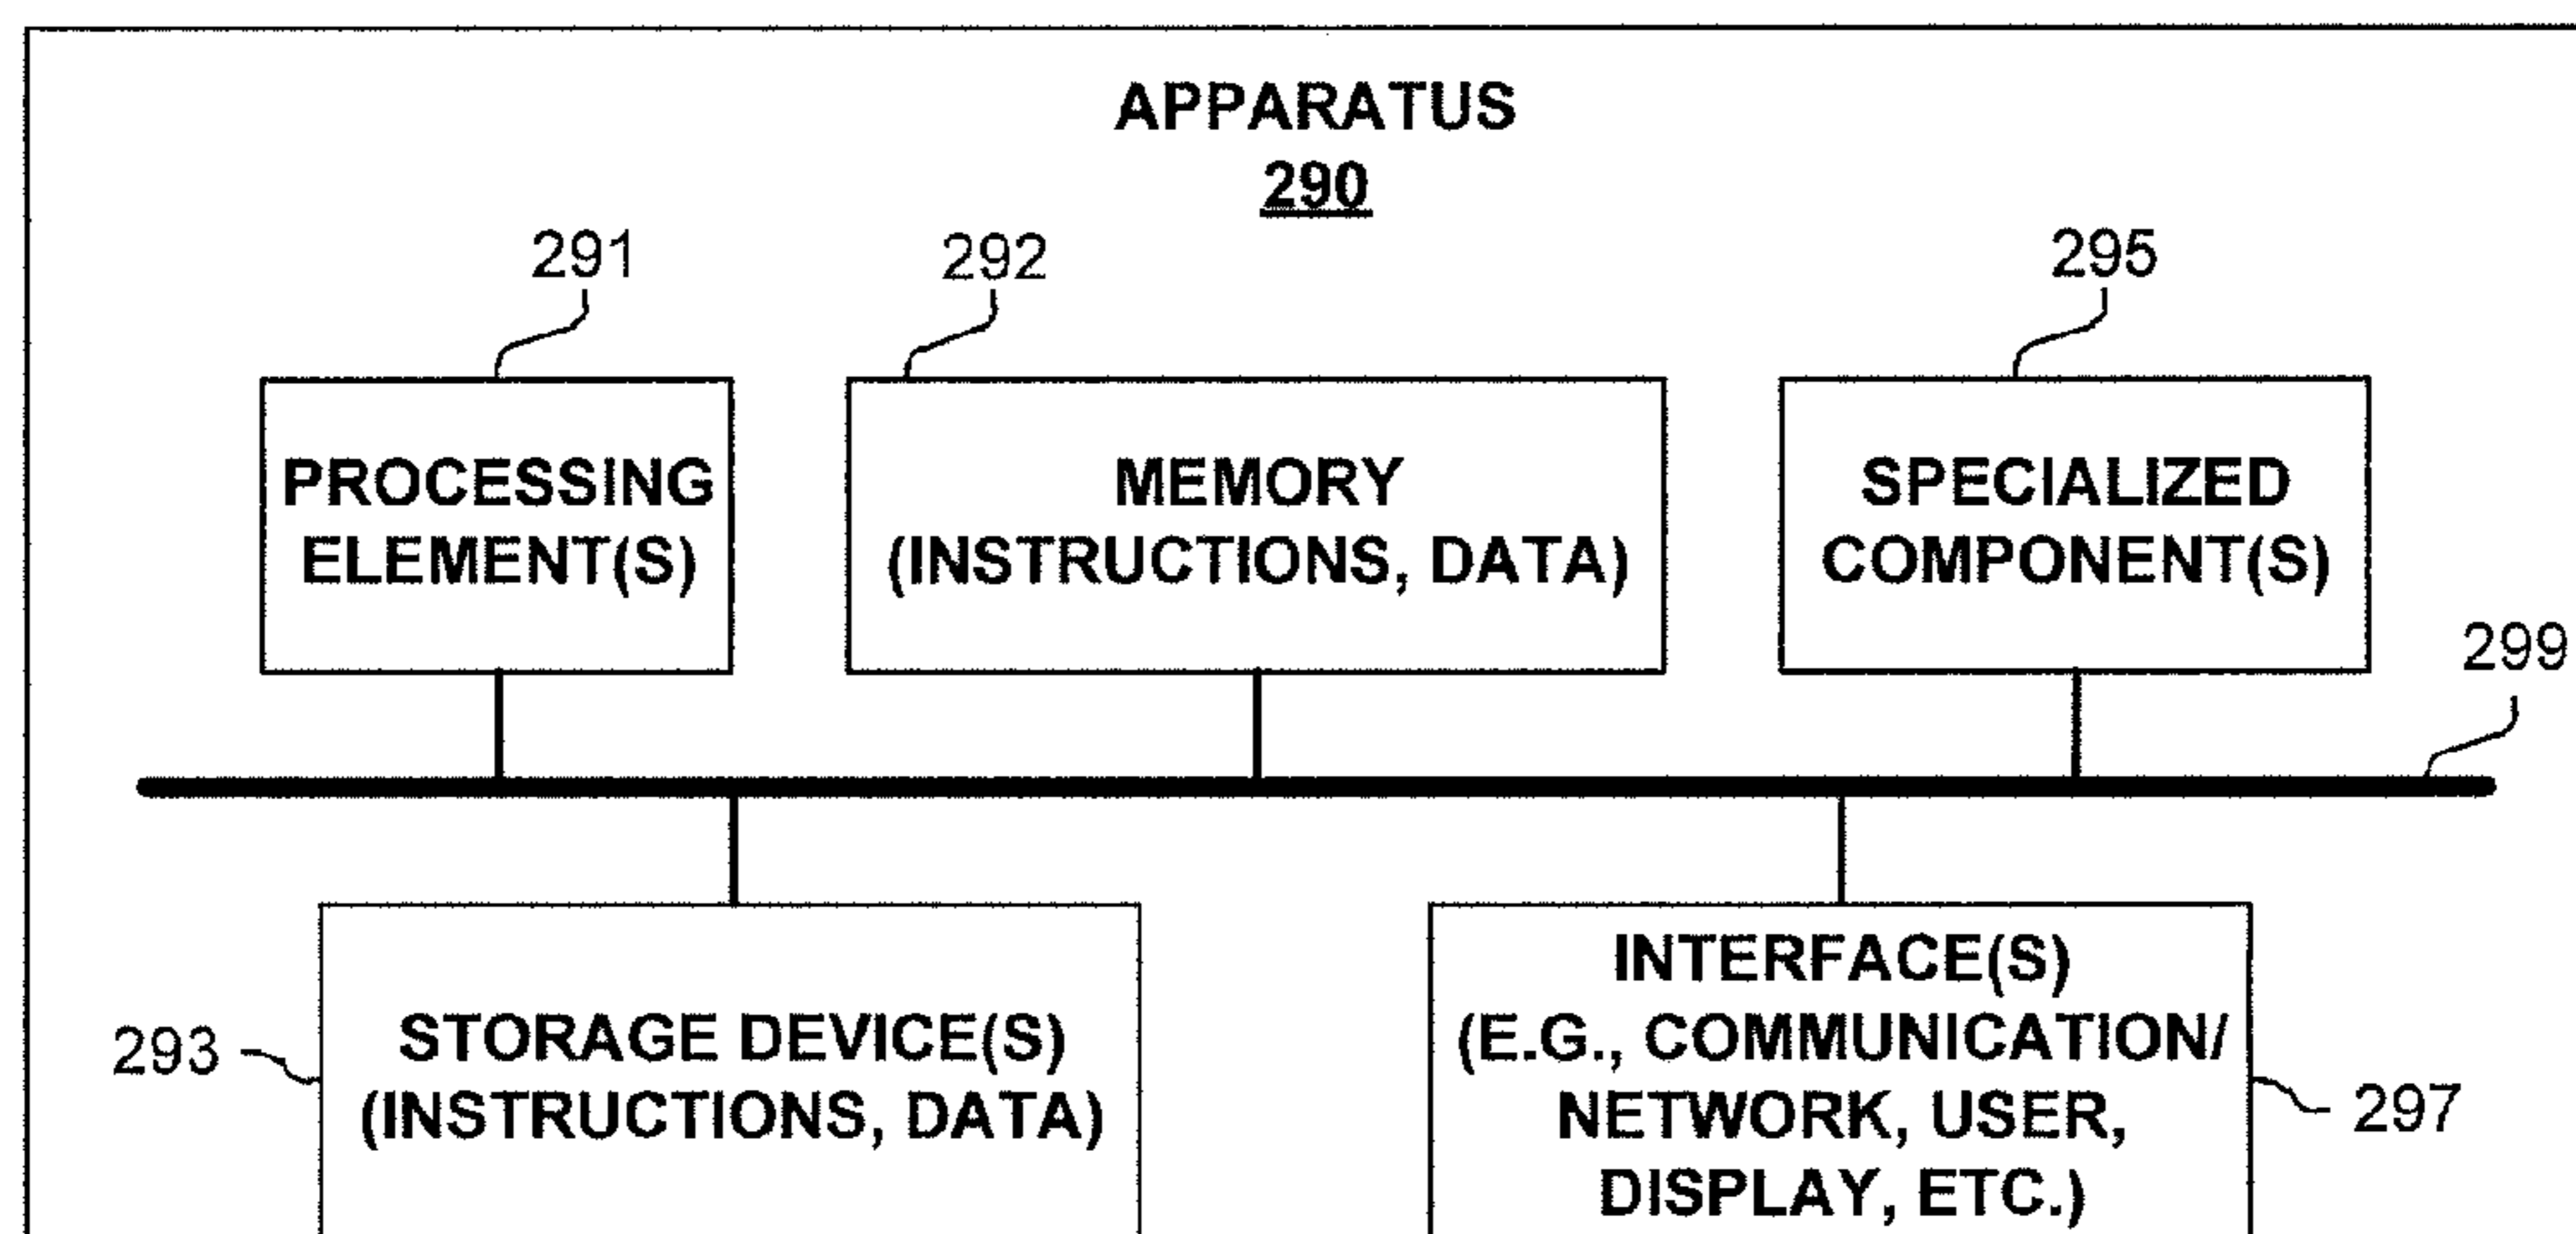 APPARATUS
290
291
292
295
PROCESSING
ELEMENT(S)
MEMORY
(INSTRUCTIONS, DATA)
SPECIALIZED
COMPONENT(S)
299
293
STORAGE DEVICE(S)
(INSTRUCTIONS, DATA)
INTERFACE(S)
(E.G., COMMUNICATION/
NETWORK, USER,
DISPLAY, ETC.)
297